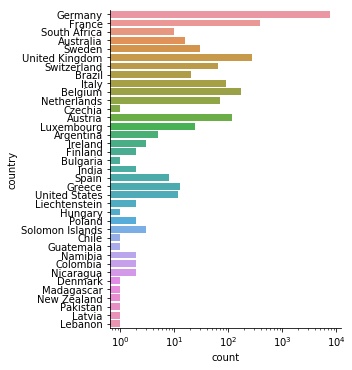 Germany
France
South Africa
Australia
Sweden
United Kingdom
Switzerland
Brazil
Italy
Belgium
Netherlands
Czechia
Austria
Luxembourg
Argentina
Ireland
Finland
Bulgaria
India
Spain
Greece
United States
Liechtenstein
Hungary
Poland
Solomon Islands
Chile
Guatemala
Namibia
Colombia
Nicaragua
Denmark
Madagascar
New Zealand
Pakistan
Latvia
Lebanon
country
10⁰ 10¹ 10² 10³ 10⁴
count